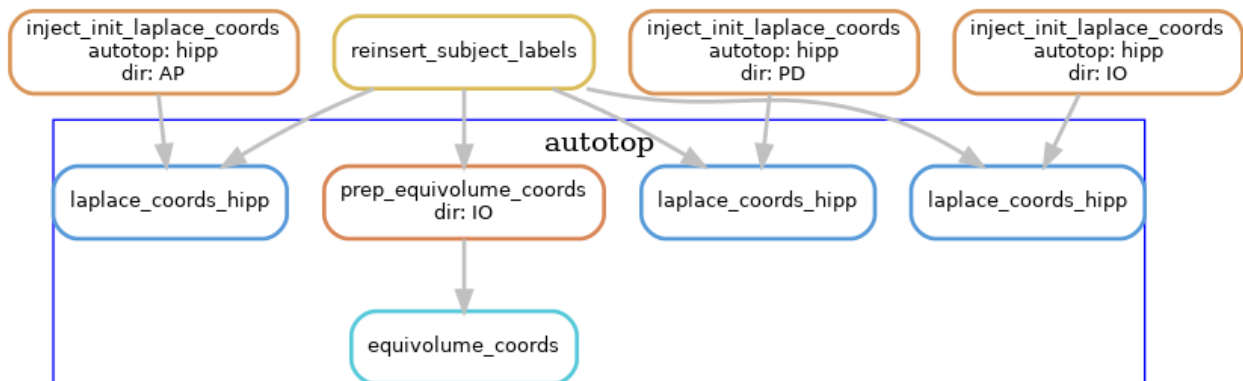 inject_init_laplace_coords
autotop: hipp
dir: AP
reinsert_subject_labels
inject_init_laplace_coords
autotop: hipp
dir: PD
inject_init_laplace_coords
autotop: hipp
dir: IO
autotop
laplace_coords_hipp
prep_equivolume_coords
dir: IO
laplace_coords_hipp
laplace_coords_hipp
equivolume_coords